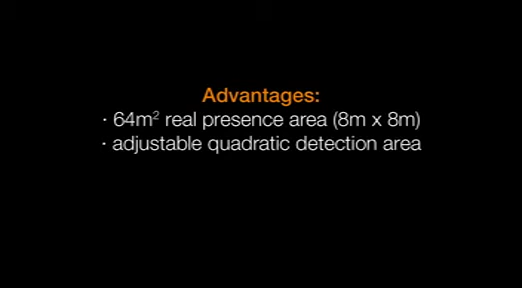 Advantages:
· 64m² real presence area (8m x 8m)
· adjustable quadratic detection area